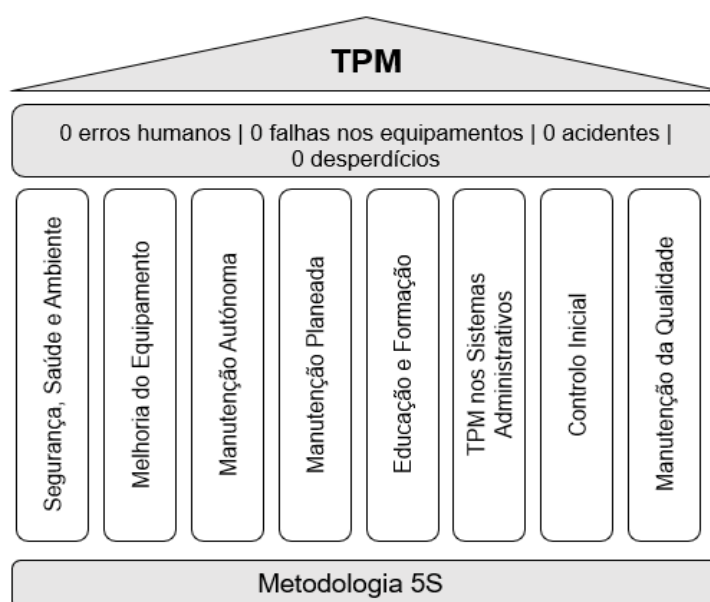 TPM
0 erros humanos | 0 falhas nos equipamentos | 0 acidentes |
0 desperdícios
Segurança, Saúde e Ambiente
Melhoria do Equipamento
Manutenção Autónoma
Manutenção Planeada
Educação e Formação
TPM nos Sistemas
Administrativos
Controlo Inicial
Manutenção da Qualidade
Metodologia 5S